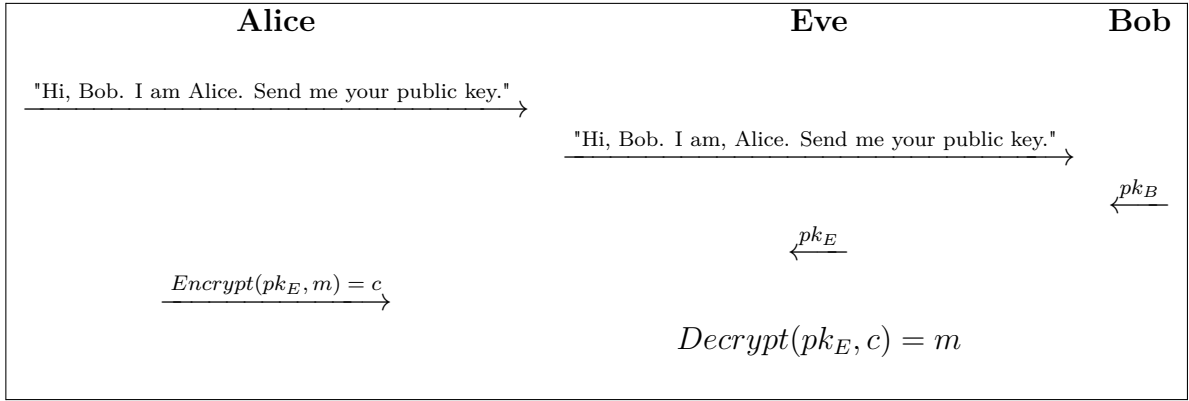 Alice Eve Bob
"Hi, Bob. I am Alice. Send me your public key."
"Hi, Bob. I am, Alice. Send me your public key."
pk_B
pk_E
Encrypt(pk_E, m) = c
Decrypt(pk_E, c) = m